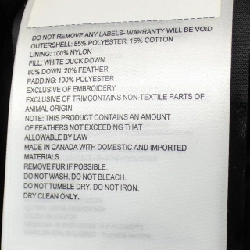 DO NOT REMOVE ANY LABELS-WARRANTY WILL BE VOID
OUTERSHELL: 85% POLYESTER, 15% COTTON
LINING: 100% NYLON
FILL: WHITE DUCK DOWN
80% DOWN 20% FEATHER
PADDING: 100% POLYESTER
EXCLUSIVE OF EMBROIDERY
EXCLUSIVE OF TRIM CONTAINS NON-TEXTILE PARTS OF
ANIMAL ORIGIN
NOTE: THIS PRODUCT CONTAINS AN AMOUNT
OF FEATHERS NOT EXCEEDING THAT
ALLOWABLE BY LAW
MADE IN CANADA WITH DOMESTIC AND IMPORTED
MATERIALS
REMOVE FUR IF POSSIBLE.
DO NOT WASH. DO NOT BLEACH.
DO NOT TUMBLE DRY. DO NOT IRON.
DRY CLEAN ONLY.